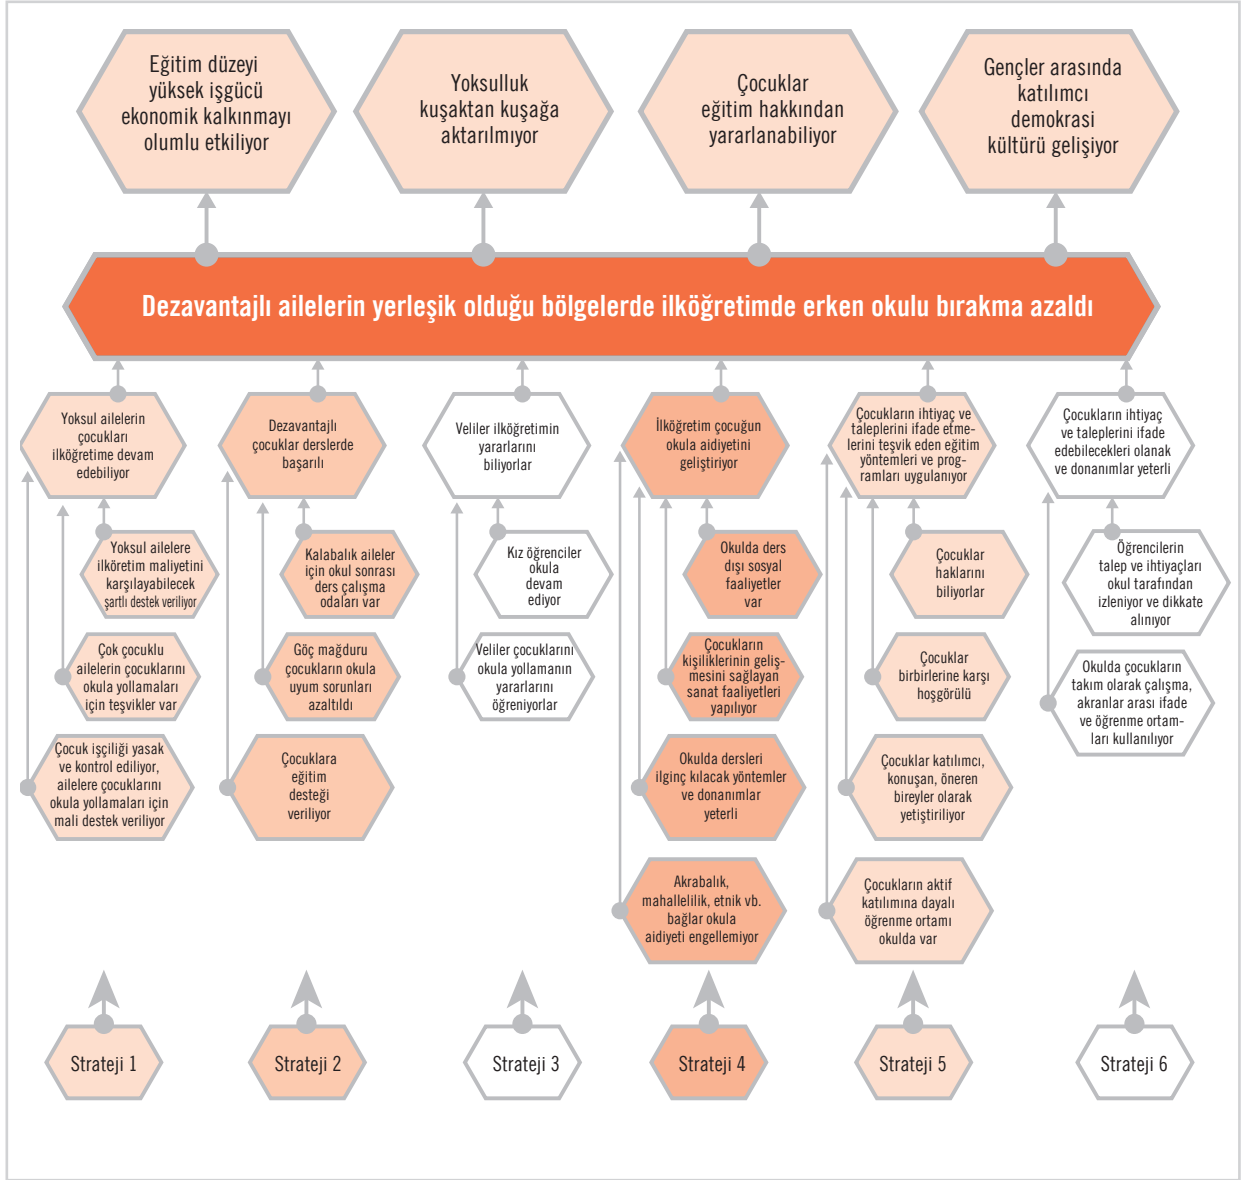 Eğitim düzeyi
yüksek işgücü
ekonomik kalkınmayı
olumlu etkiliyor
Yoksulluk
kuşaktan kuşağa
aktarılmıyor
Çocuklar
eğitim hakkından
yararlanabiliyor
Gençler arasında
katılımcı
demokrasi
kültürü gelişiyor
Dezavantajlı ailelerin yerleşik olduğu bölgelerde ilköğretimde erken okulu bırakma azaldı
Yoksul ailelerin
çocukları
ilköğretime devam
edebiliyor
Yoksul ailelere
ilköretim maliyetini
karşılayabilecek
şartlı destek veriliyor
Çok çocuklu
ailelerin çocuklarını
okula yollamaları
için teşvikler var
Çocuk işçiliği yasak
ve kontrol ediliyor,
ailelere çocuklarını
okula yollamaları için
mali destek veriliyor
Dezavantajlı
çocuklar derslerde
başarılı
Kalabalık aileler
için okul sonrası
ders çalışma
odaları var
Göç mağduru
çocukların okula
uyum sorunları
azaltıldı
Çocuklara
eğitim
desteği
veriliyor
Veliler ilköğretimin
yararlarını
biliyorlar
Kız öğrenciler
okula
devam
ediyor
Veliler çocuklarını
okula yollamanın
yararlarını
öğreniyorlar
İlköğretim çocuğun
okula aidiyetini
geliştiriyor
Okulda ders
dışı sosyal
faaliyetler
var
Çocukların
kişiliklerinin geliş-
mesini sağlayan
sanat faaliyetleri
yapılıyor
Okulda dersleri
ilginç kılacak yöntemler
ve donanımlar
yeterli
Akrabalık,
mahallelilik, etnik vb.
bağlar okula
aidiyeti engellemiyor
Çocukların ihtiyaç ve
taleplerini ifade etme-
lerini teşvik eden eğitim
yöntemleri ve prog-
ramları uygulanıyor
Çocuklar
haklarını
biliyorlar
Çocuklar
birbirlerine karşı
hoşgörülü
Çocuklar katılımcı,
konuşan, öneren
bireyler olarak
yetiştiriliyor
Çocukların aktif
katılımına dayalı
öğrenme ortamı
okulda var
Çocukların ihtiyaç
ve taleplerini ifade
edebilecekleri olanak
ve donanımlar yeterli
Öğrencilerin
talep ve ihtiyaçları
okul tarafından
izleniyor ve dikkate
alınıyor
Okulda çocukların
takım olarak çalışma,
akranlar arası ifade
ve öğrenme ortam-
ları kullanılıyor
Strateji 1
Strateji 2
Strateji 3
Strateji 4
Strateji 5
Strateji 6